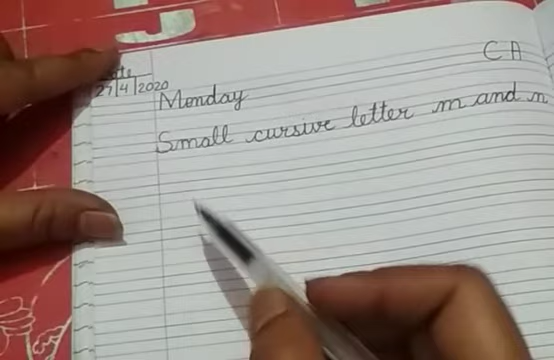 C A
Date
27/4/2020
Monday
Small cursive letter m and n